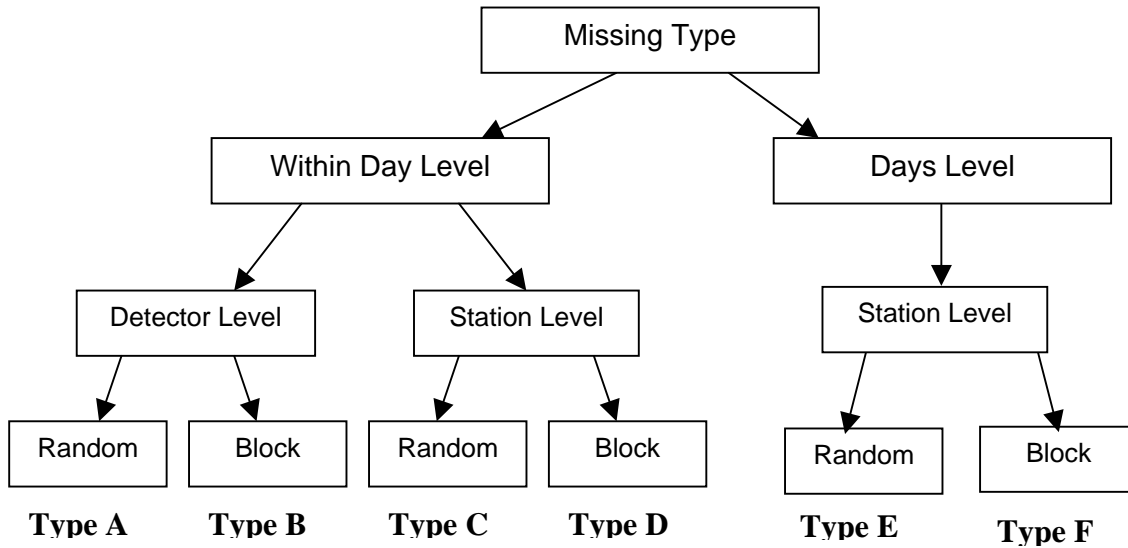 Missing Type
Within Day Level
Days Level
Detector Level
Station Level
Station Level
Random
Block
Random
Block
Random
Block
Type A
Type B
Type C
Type D
Type E
Type F